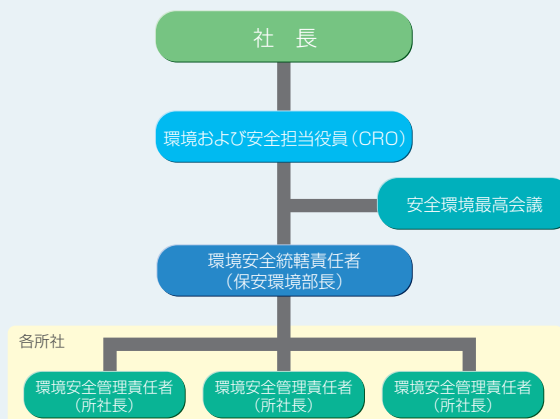 社　長
環境および安全担当役員（CRO）
安全環境最高会議
環境安全統轄責任者
（保安環境部長）
各所社
環境安全管理責任者
（所社長）
環境安全管理責任者
（所社長）
環境安全管理責任者
（所社長）